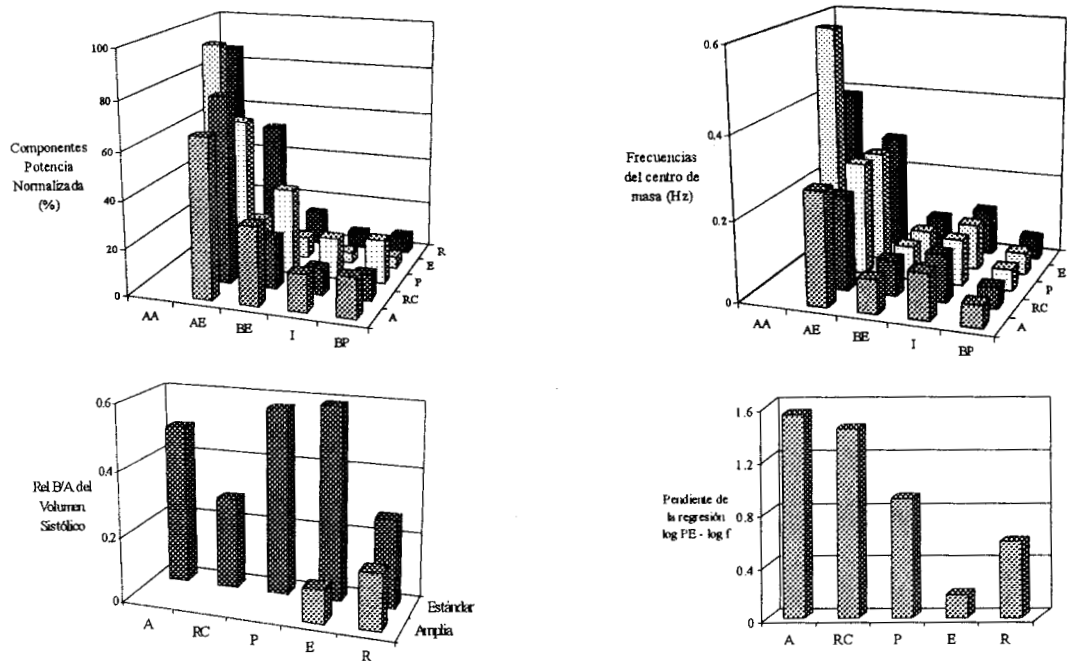 100
80
60
40
20
0
Componentes
Potencia
Normalizada
(%)
AA
AE
BE
I
BP
A
RC
P
E
R
0.6
0.4
0.2
0
Frecuencias
del centro de
masa (Hz)
AA
AE
BE
I
BP
A
RC
P
E
0.6
0.4
0.2
0
Rel B/A del
Volumen
Sistólico
A
RC
P
E
R
Estándar
Amplia
1.6
1.2
0.8
0.4
0
Pendiente de
la regresión
log PE - log f
A
RC
P
E
R